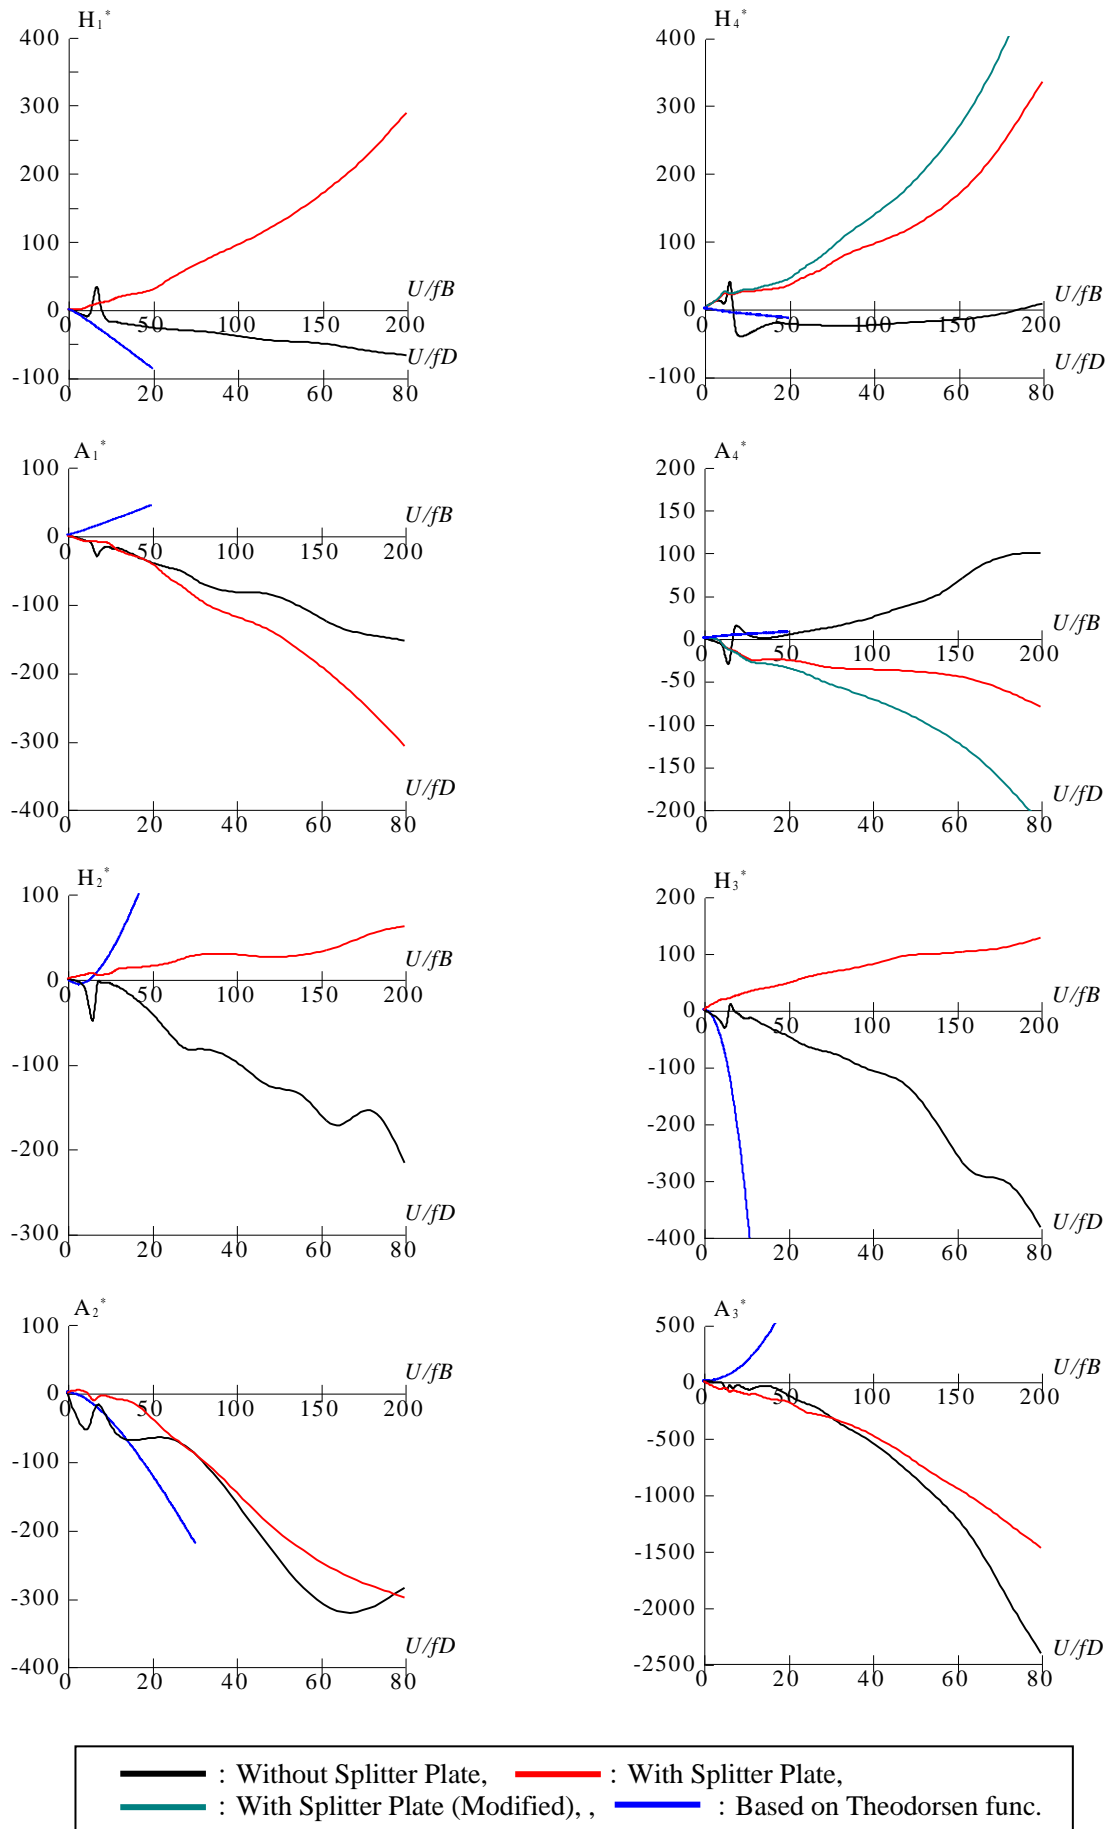 H1*
400
300
200
100
0
-100
U/fB
0 50 100 150 200
U/fD
0 20 40 60 80
H4*
400
300
200
100
0
-100
U/fB
0 50 100 150 200
U/fD
0 20 40 60 80
A1*
100
0
-100
-200
-300
-400
U/fB
0 50 100 150 200
U/fD
0 20 40 60 80
A4*
200
150
100
50
0
-50
-100
-150
-200
U/fB
0 50 100 150 200
U/fD
0 20 40 60 80
H2*
100
0
-100
-200
-300
U/fB
0 50 100 150 200
U/fD
0 20 40 60 80
H3*
200
100
0
-100
-200
-300
-400
U/fB
0 50 100 150 200
U/fD
0 20 40 60 80
A2*
100
0
-100
-200
-300
-400
U/fB
0 50 100 150 200
U/fD
0 20 40 60 80
A3*
500
0
-500
-1000
-1500
-2000
-2500
U/fB
0 50 100 150 200
U/fD
0 20 40 60 80
: Without Splitter Plate, : With Splitter Plate,
: With Splitter Plate (Modified), , : Based on Theodorsen func.